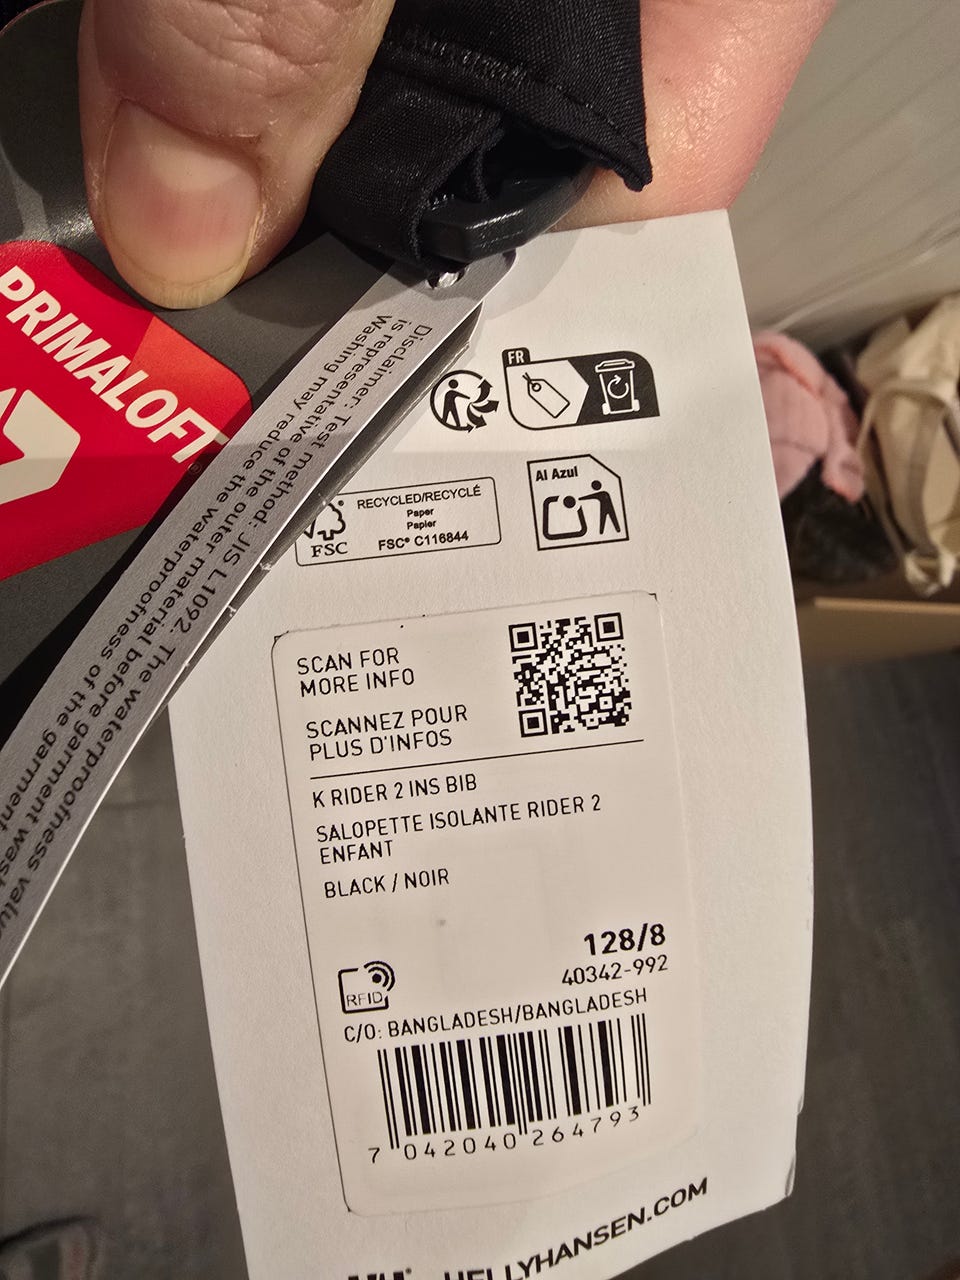 PRIMALOFT
Disclaimer: Test method: JIS L 1092. The waterproofness value
is representative of the outer material before garment wash.
Washing may reduce the waterproofness of the garment
FR
Al Azul
RECYCLED/RECYCLÉ
Paper
Papier
FSC® C116844
FSC
SCAN FOR
MORE INFO
SCANNEZ POUR
PLUS D'INFOS
K RIDER 2 INS BIB
SALOPETTE ISOLANTE RIDER 2
ENFANT
BLACK / NOIR
128/8
40342-992
RFID
C/O: BANGLADESH/BANGLADESH
7 042040 264793
HELLYHANSEN.COM